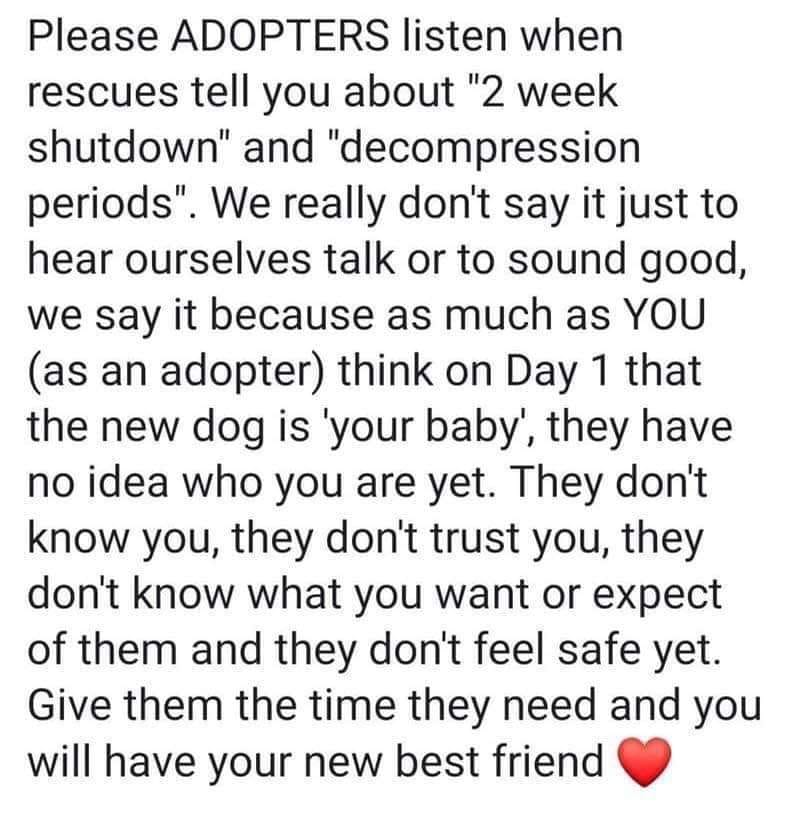 Please ADOPTERS listen when
rescues tell you about "2 week
shutdown" and "decompression
periods". We really don't say it just to
hear ourselves talk or to sound good,
we say it because as much as YOU
(as an adopter) think on Day 1 that
the new dog is 'your baby', they have
no idea who you are yet. They don't
know you, they don't trust you, they
don't know what you want or expect
of them and they don't feel safe yet.
Give them the time they need and you
will have your new best friend ❤️